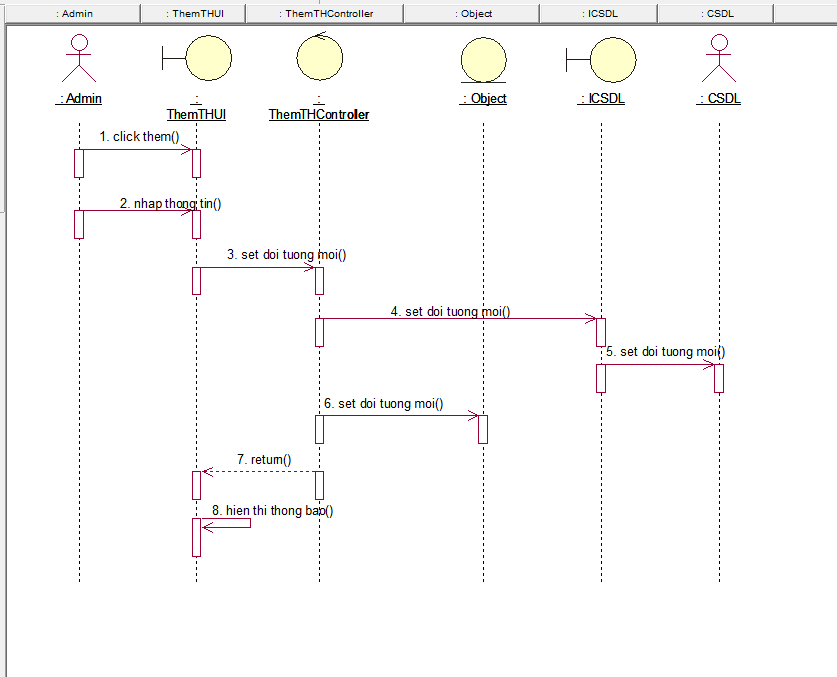 : Admin
: ThemTHUI
: ThemTHController
: Object
: ICSDL
: CSDL
: Admin
:
ThemTHUI
:
ThemTHController
: Object
: ICSDL
: CSDL
1. click them()
2. nhap thong tin()
3. set doi tuong moi()
4. set doi tuong moi()
5. set doi tuong moi()
6. set doi tuong moi()
7. return()
8. hien thi thong bao()